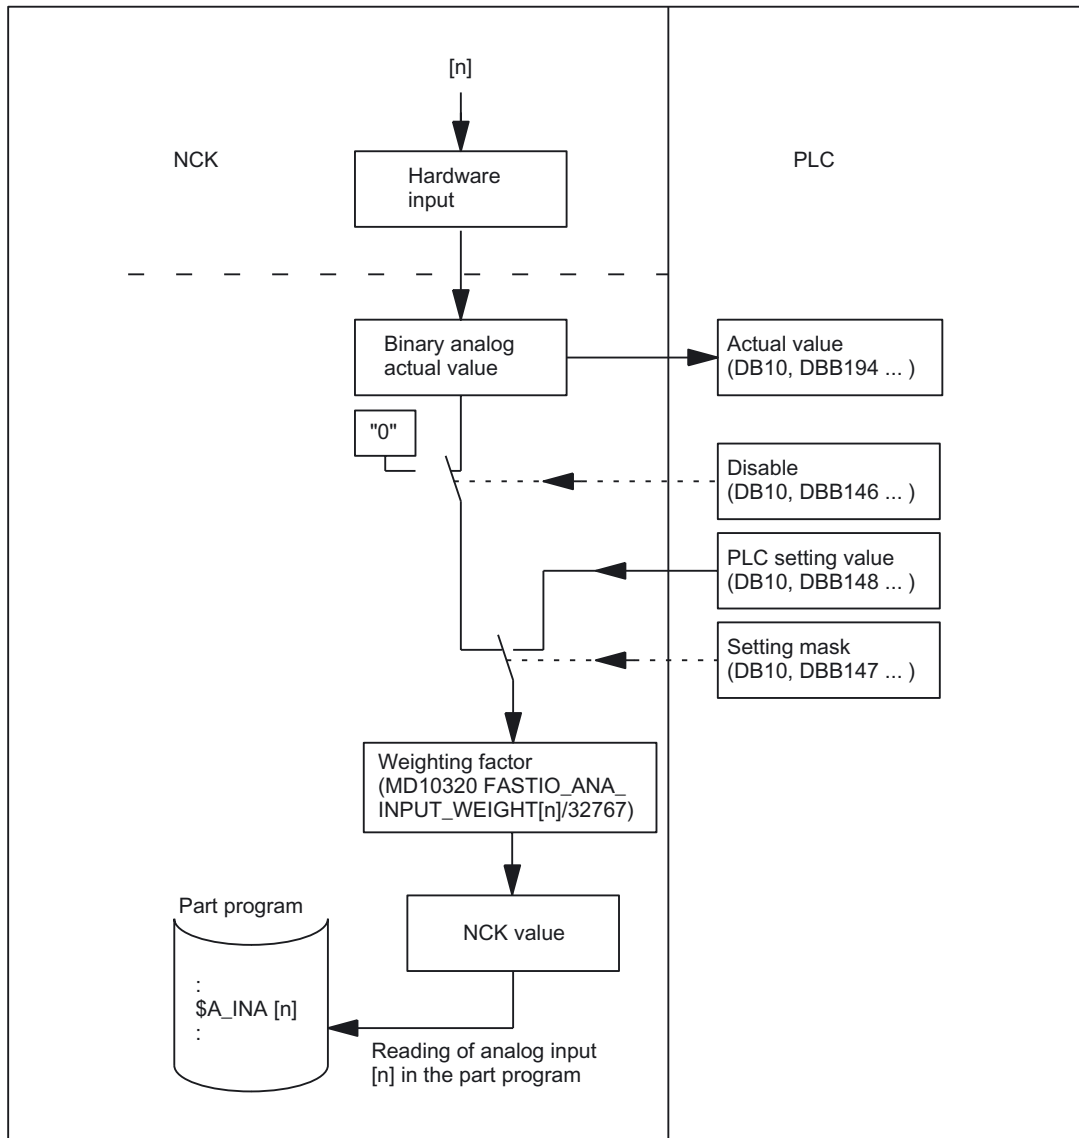 [n]
NCK
PLC
Hardware
input
Binary analog
actual value
Actual value
(DB10, DBB194 ... )
"0"
Disable
(DB10, DBB146 ... )
PLC setting value
(DB10, DBB148 ... )
Setting mask
(DB10, DBB147 ... )
Weighting factor
(MD10320 FASTIO_ANA_
INPUT_WEIGHT[n]/32767)
Part program
NCK value
:
$A_INA [n]
:
Reading of analog input
[n] in the part program